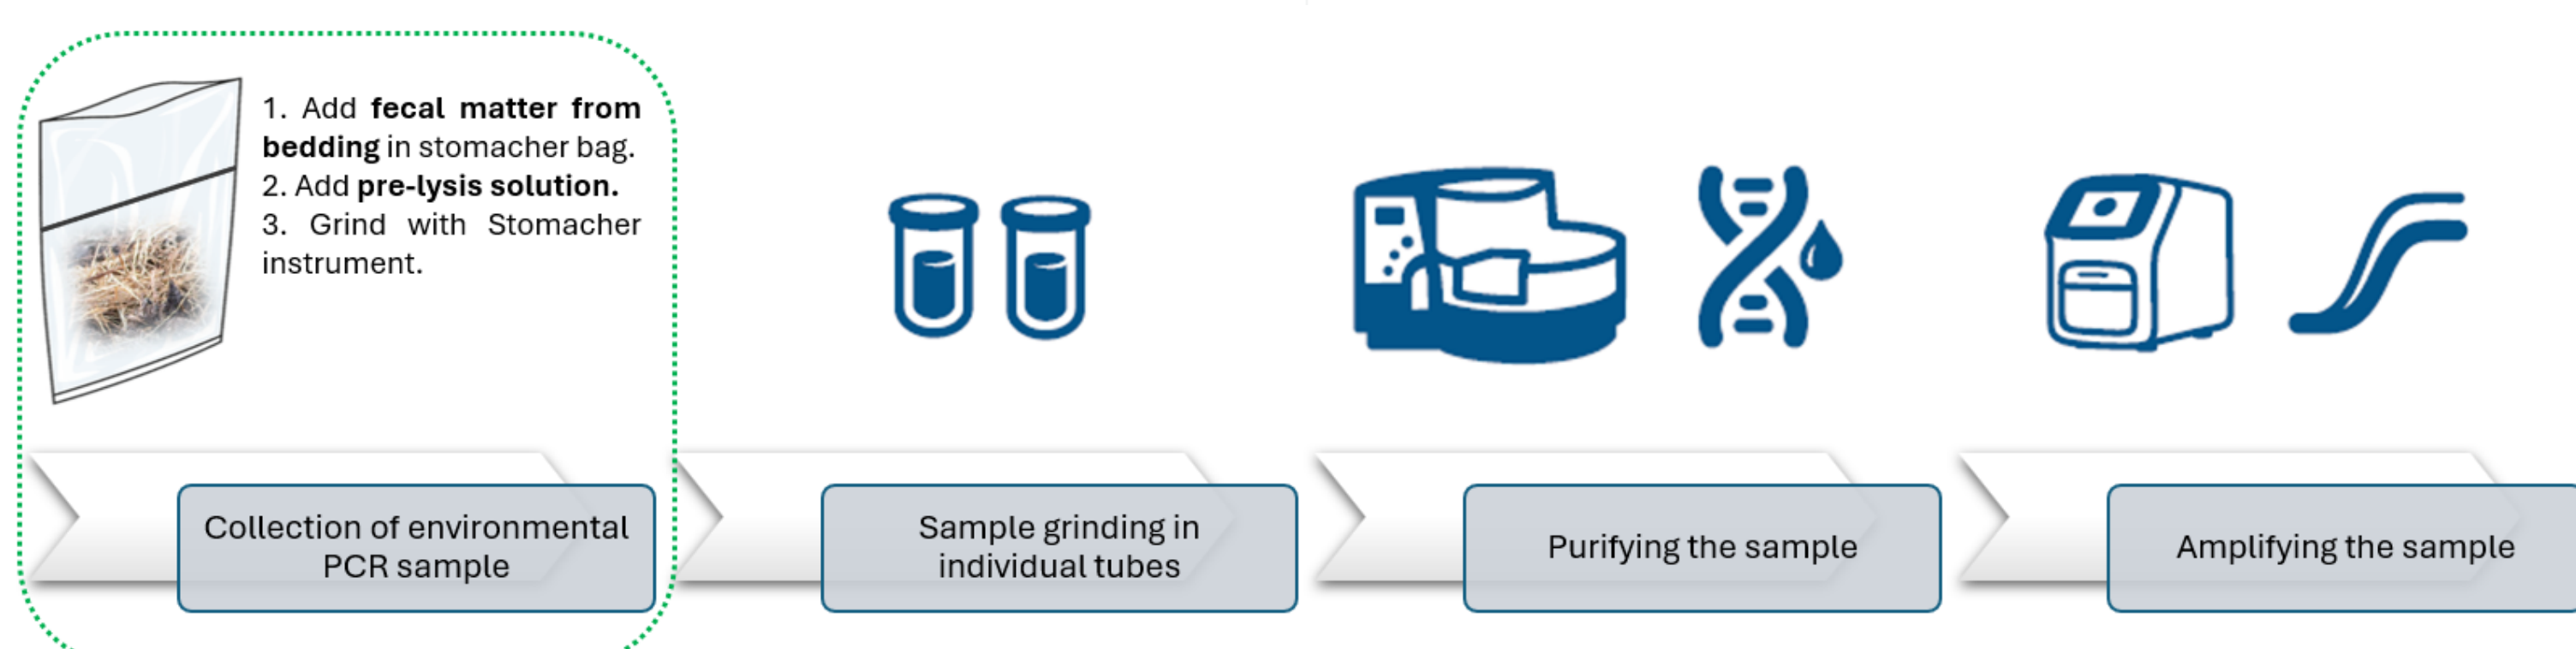 1. Add fecal matter from
bedding in stomacher bag.
2. Add pre-lysis solution.
3. Grind with Stomacher
instrument.
Collection of environmental
PCR sample
Sample grinding in
individual tubes
Purifying the sample
Amplifying the sample